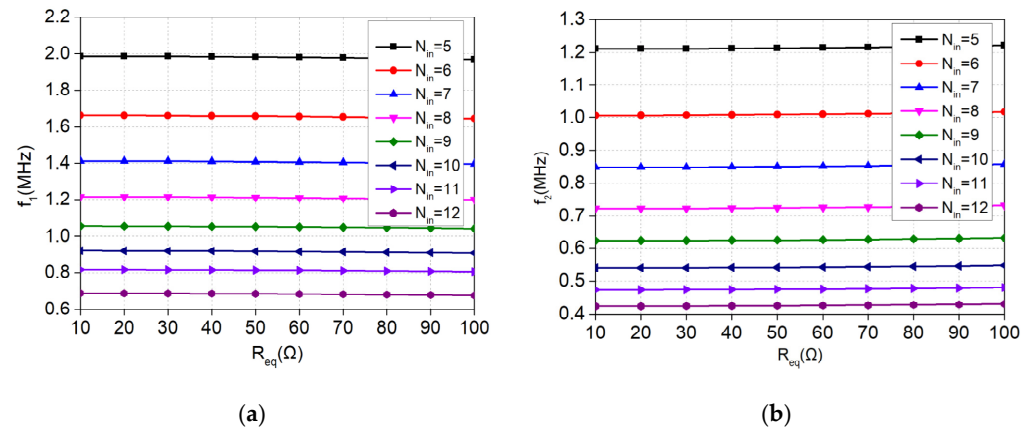 2.2
2.0
1.8
1.6
1.4
1.2
1.0
0.8
0.6
f1(MHz)
10 20 30 40 50 60 70 80 90 100
Req(Ω)
Nin=5
Nin=6
Nin=7
Nin=8
Nin=9
Nin=10
Nin=11
Nin=12
(a)
1.3
1.2
1.1
1.0
0.9
0.8
0.7
0.6
0.5
0.4
f2(MHz)
10 20 30 40 50 60 70 80 90 100
Req(Ω)
Nin=5
Nin=6
Nin=7
Nin=8
Nin=9
Nin=10
Nin=11
Nin=12
(b)